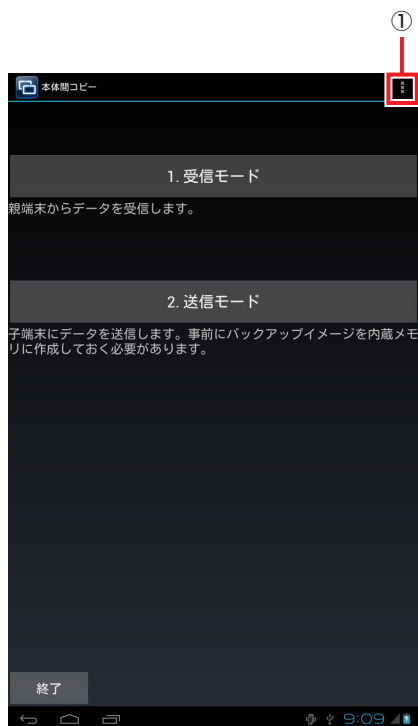 ①
本体間コピー
1. 受信モード
親端末からデータを受信します。
2. 送信モード
子端末にデータを送信します。事前にバックアップイメージを内蔵メモ
リに作成しておく必要があります。
終了
9:09